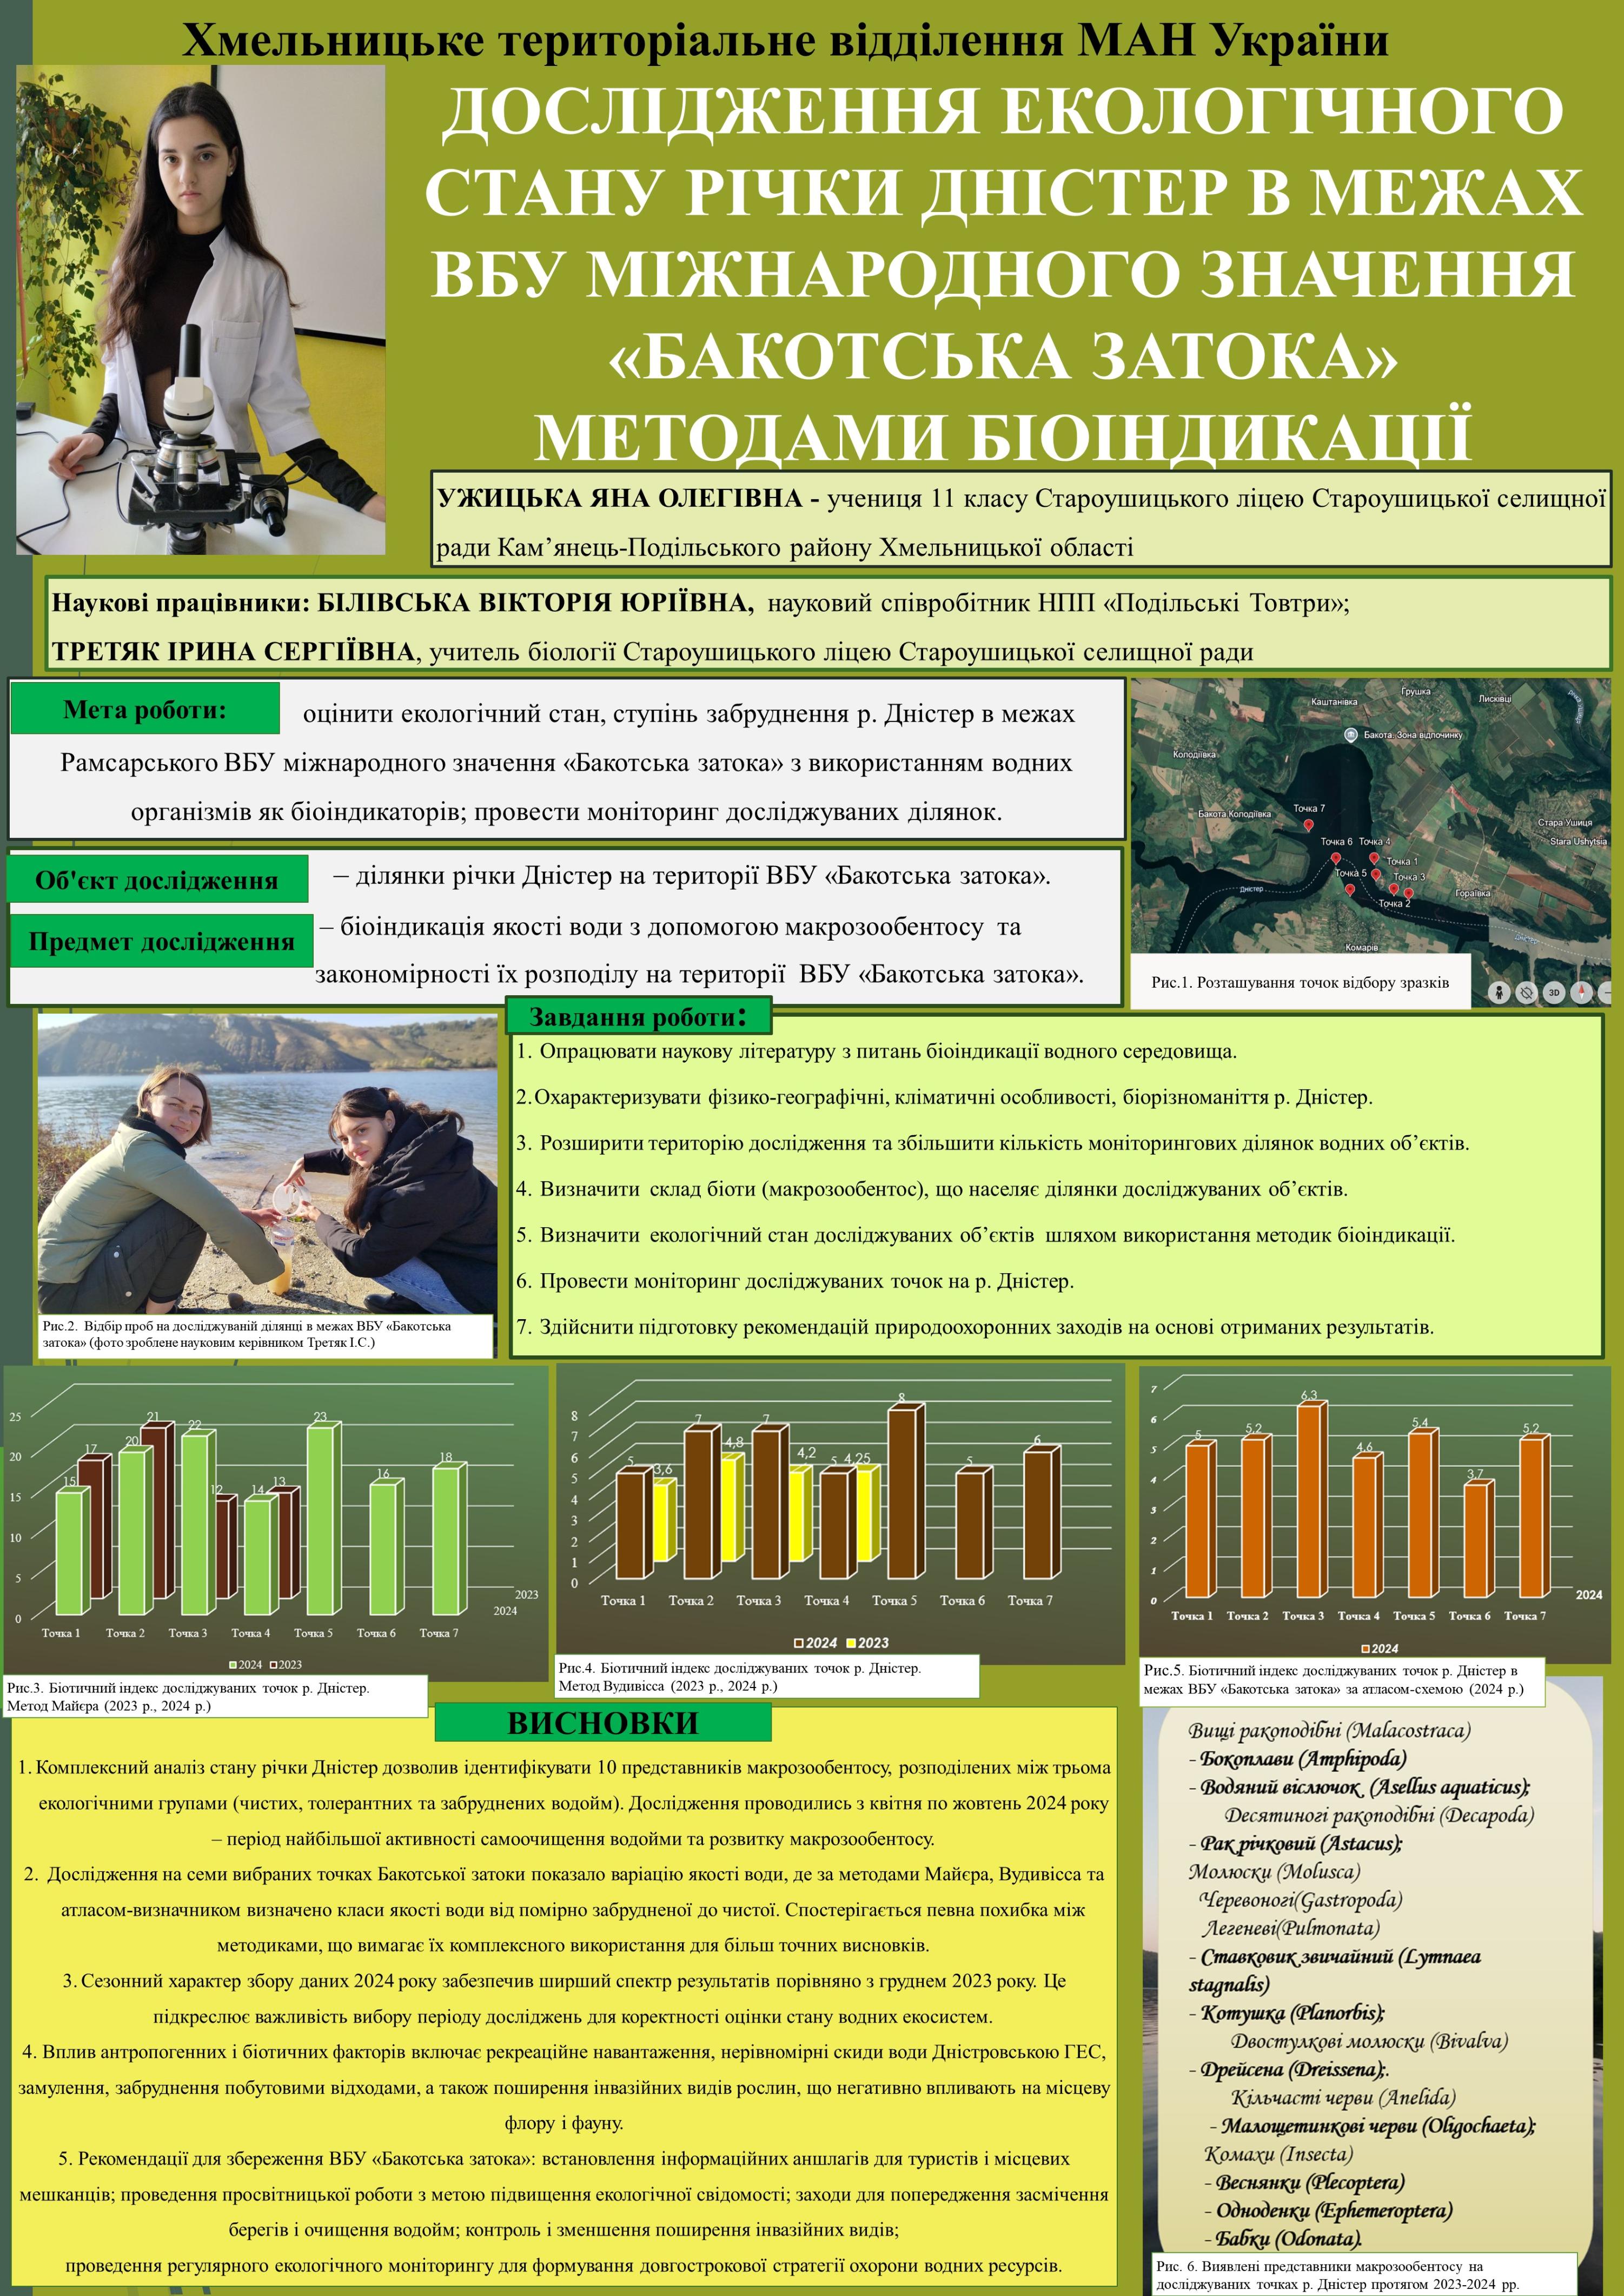 Хмельницьке територіальне відділення МАН України
ДОСЛІДЖЕННЯ ЕКОЛОГІЧНОГО
СТАНУ РІЧКИ ДНІСТЕР В МЕЖАХ
ВБУ МІЖНАРОДНОГО ЗНАЧЕННЯ
«БАКОТСЬКА ЗАТОКА»
МЕТОДАМИ БІОІНДИКАЦІЇ
УЖИЦЬКА ЯНА ОЛЕГІВНА - учениця 11 класу Староушицького ліцею Староушицької селищної
ради Кам’янець-Подільського району Хмельницької області
Наукові працівники: БІЛІВСЬКА ВІКТОРІЯ ЮРІЇВНА, науковий співробітник НПП «Подільські Товтри»;
ТРЕТЯК ІРИНА СЕРГІЇВНА, учитель біології Староушицького ліцею Староушицької селищної ради
Мета роботи: оцінити екологічний стан, ступінь забруднення р. Дністер в межах
Рамсарського ВБУ міжнародного значення «Бакотська затока» з використанням водних
організмів як біоіндикаторів; провести моніторинг досліджуваних ділянок.
Об'єкт дослідження – ділянки річки Дністер на території ВБУ «Бакотська затока».
Предмет дослідження – біоіндикація якості води з допомогою макрозообентосу та
закономірності їх розподілу на території ВБУ «Бакотська затока».
Грушка
Лисківці
Каштанівка
Бакота. Зона відпочинку
Колодіївка
Точка 7
Бакота Колодіївка
Стара Ушиця
Stara Ushytsia
Точка 6 Точка 4
Точка 1
Точка 5 Точка 3
Дністер
Гораївка
Точка 2
Дністер
Комарів
3D
Рис.1. Розташування точок відбору зразків
Завдання роботи:
1. Опрацювати наукову літературу з питань біоіндикації водного середовища.
2. Охарактеризувати фізико-географічні, кліматичні особливості, біорізноманіття р. Дністер.
3. Розширити територію дослідження та збільшити кількість моніторингових ділянок водних об’єктів.
4. Визначити склад біоти (макрозообентос), що населяє ділянки досліджуваних об’єктів.
5. Визначити екологічний стан досліджуваних об’єктів шляхом використання методик біоіндикації.
6. Провести моніторинг досліджуваних точок на р. Дністер.
7. Здійснити підготовку рекомендацій природоохоронних заходів на основі отриманих результатів.
Рис.2. Відбір проб на досліджуваній ділянці в межах ВБУ «Бакотська
затока» (фото зроблене науковим керівником Третяк І.С.)
25
20
15
10
5
0
15 17 20 21 22 12 14 13 23 16 18
2023
2024
Точка 1 Точка 2 Точка 3 Точка 4 Точка 5 Точка 6 Точка 7
2024 2023
Рис.3. Біотичний індекс досліджуваних точок р. Дністер.
Метод Майєра (2023 р., 2024 р.)
8
7
6
5
4
3
2
1
0
5 3,6 7 4,8 7 4,2 5 4,25 8 5 6
Точка 1 Точка 2 Точка 3 Точка 4 Точка 5 Точка 6 Точка 7
2024 2023
Рис.4. Біотичний індекс досліджуваних точок р. Дністер.
Метод Вудивісса (2023 р., 2024 р.)
7
6
5
4
3
2
1
0
5 5,2 6,3 4,6 5,4 3,7 5,2
2024
Точка 1 Точка 2 Точка 3 Точка 4 Точка 5 Точка 6 Точка 7
2024
Рис.5. Біотичний індекс досліджуваних точок р. Дністер в
межах ВБУ «Бакотська затока» за атласом-схемою (2024 р.)
ВИСНОВКИ
1. Комплексний аналіз стану річки Дністер дозволив ідентифікувати 10 представників макрозообентосу, розподілених між трьома
екологічними групами (чистих, толерантних та забруднених водойм). Дослідження проводились з квітня по жовтень 2024 року
– період найбільшої активності самоочищення водойми та розвитку макрозообентосу.
2. Дослідження на семи вибраних точках Бакотської затоки показало варіацію якості води, де за методами Майєра, Вудивісса та
атласом-визначником визначено класи якості води від помірно забрудненої до чистої. Спостерігається певна похибка між
методиками, що вимагає їх комплексного використання для більш точних висновків.
3. Сезонний характер збору даних 2024 року забезпечив ширший спектр результатів порівняно з груднем 2023 року. Це
підкреслює важливість вибору періоду досліджень для коректності оцінки стану водних екосистем.
4. Вплив антропогенних і біотичних факторів включає рекреаційне навантаження, нерівномірні скиди води Дністровською ГЕС,
замулення, забруднення побутовими відходами, а також поширення інвазійних видів рослин, що негативно впливають на місцеву
флору і фауну.
5. Рекомендації для збереження ВБУ «Бакотська затока»: встановлення інформаційних аншлагів для туристів і місцевих
мешканців; проведення просвітницької роботи з метою підвищення екологічної свідомості; заходи для попередження засмічення
берегів і очищення водойм; контроль і зменшення поширення інвазійних видів;
проведення регулярного екологічного моніторингу для формування довгострокової стратегії охорони водних ресурсів.
Вищі ракоподібні (Malacostraca)
- Бокоплави (Amphipoda)
- Водяний віслючок (Asellus aquaticus);
Десятиногі ракоподібні (Decapoda)
- Рак річковий (Astacus);
Молюски (Molusca)
Черевоногі(Gastropoda)
Легеневі(Pulmonata)
- Ставковик звичайний (Lymnaea
stagnalis)
- Котушка (Planorbis);
Двостулкові молюски (Bivalva)
- Дрейсена (Dreissena);.
Кільчасті черви (Anelida)
- Малощетинкові черви (Oligochaeta);
Комахи (Insecta)
- Веснянки (Plecoptera)
- Одноденки (Ephemeroptera)
- Бабки (Odonata).
Рис. 6. Виявлені представники макрозообентосу на
досліджуваних точках р. Дністер протягом 2023-2024 рр.